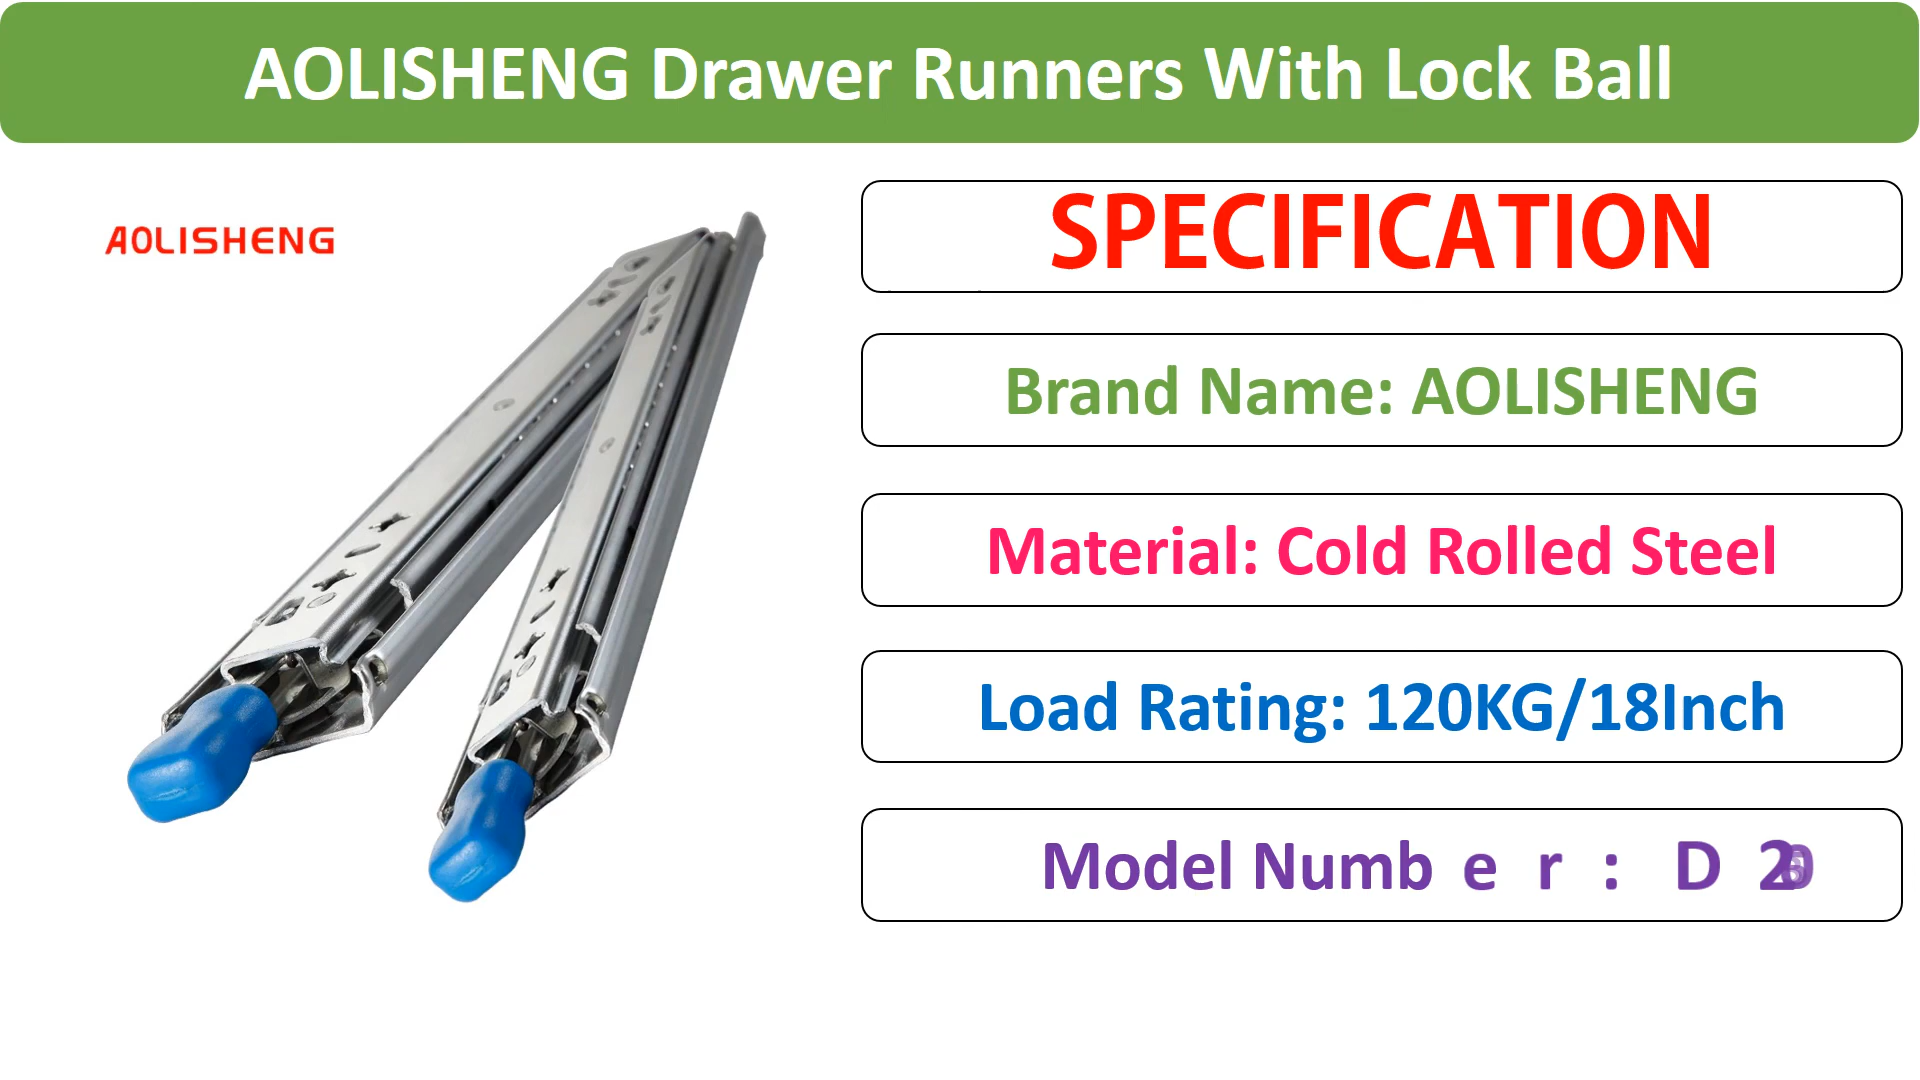 AOLISHENG Drawer Runners With Lock Ball
AOLISHENG
SPECIFICATION
Brand Name: AOLISHENG
Material: Cold Rolled Steel
Load Rating: 120KG/18Inch
Model Number: